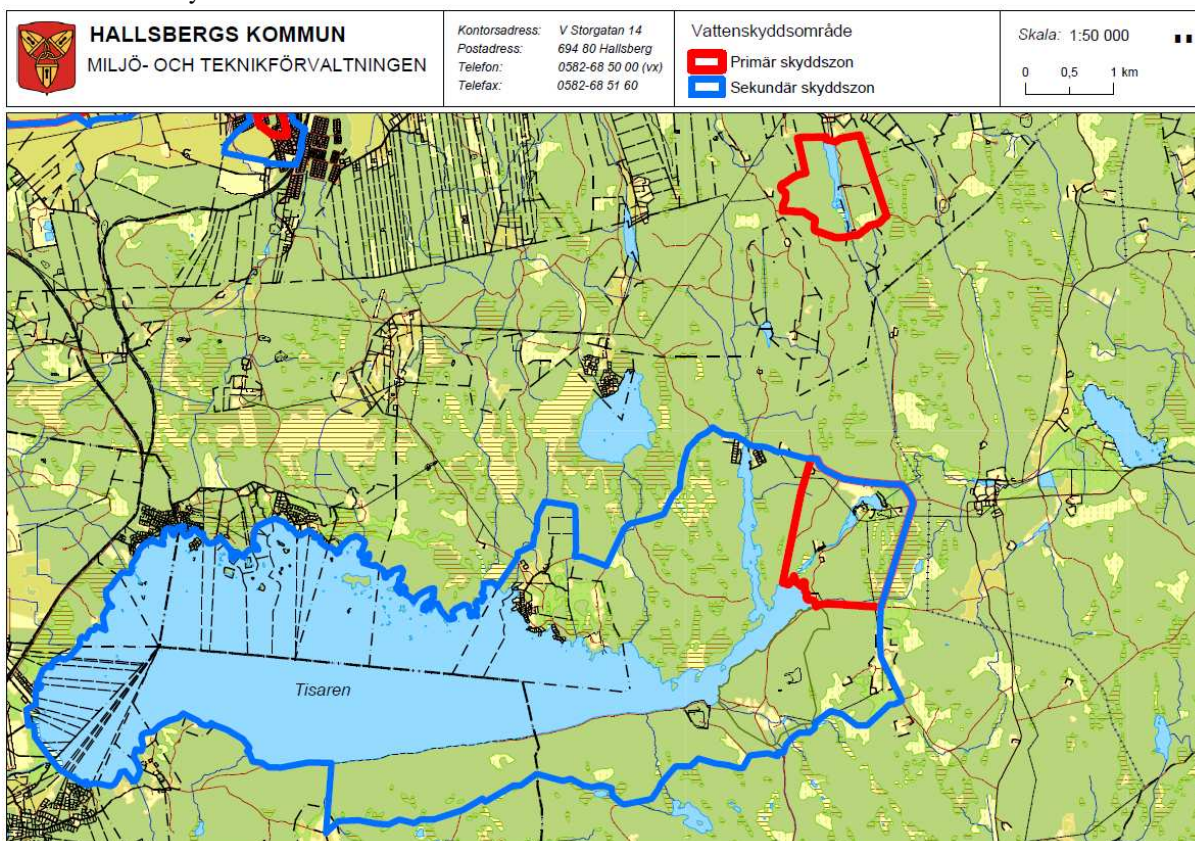 HALLSBERGS KOMMUN
MILJÖ- OCH TEKNIKFÖRVALTNINGEN
Kontorsadress: V Storgatan 14
Postadress: 694 80 Hallsberg
Telefon: 0582-68 50 00 (vx)
Telefax: 0582-68 51 60
Vattenskyddsområde
Primär skyddszon
Sekundär skyddszon
Skala: 1:50 000
0 0,5 1 km
Tisaren